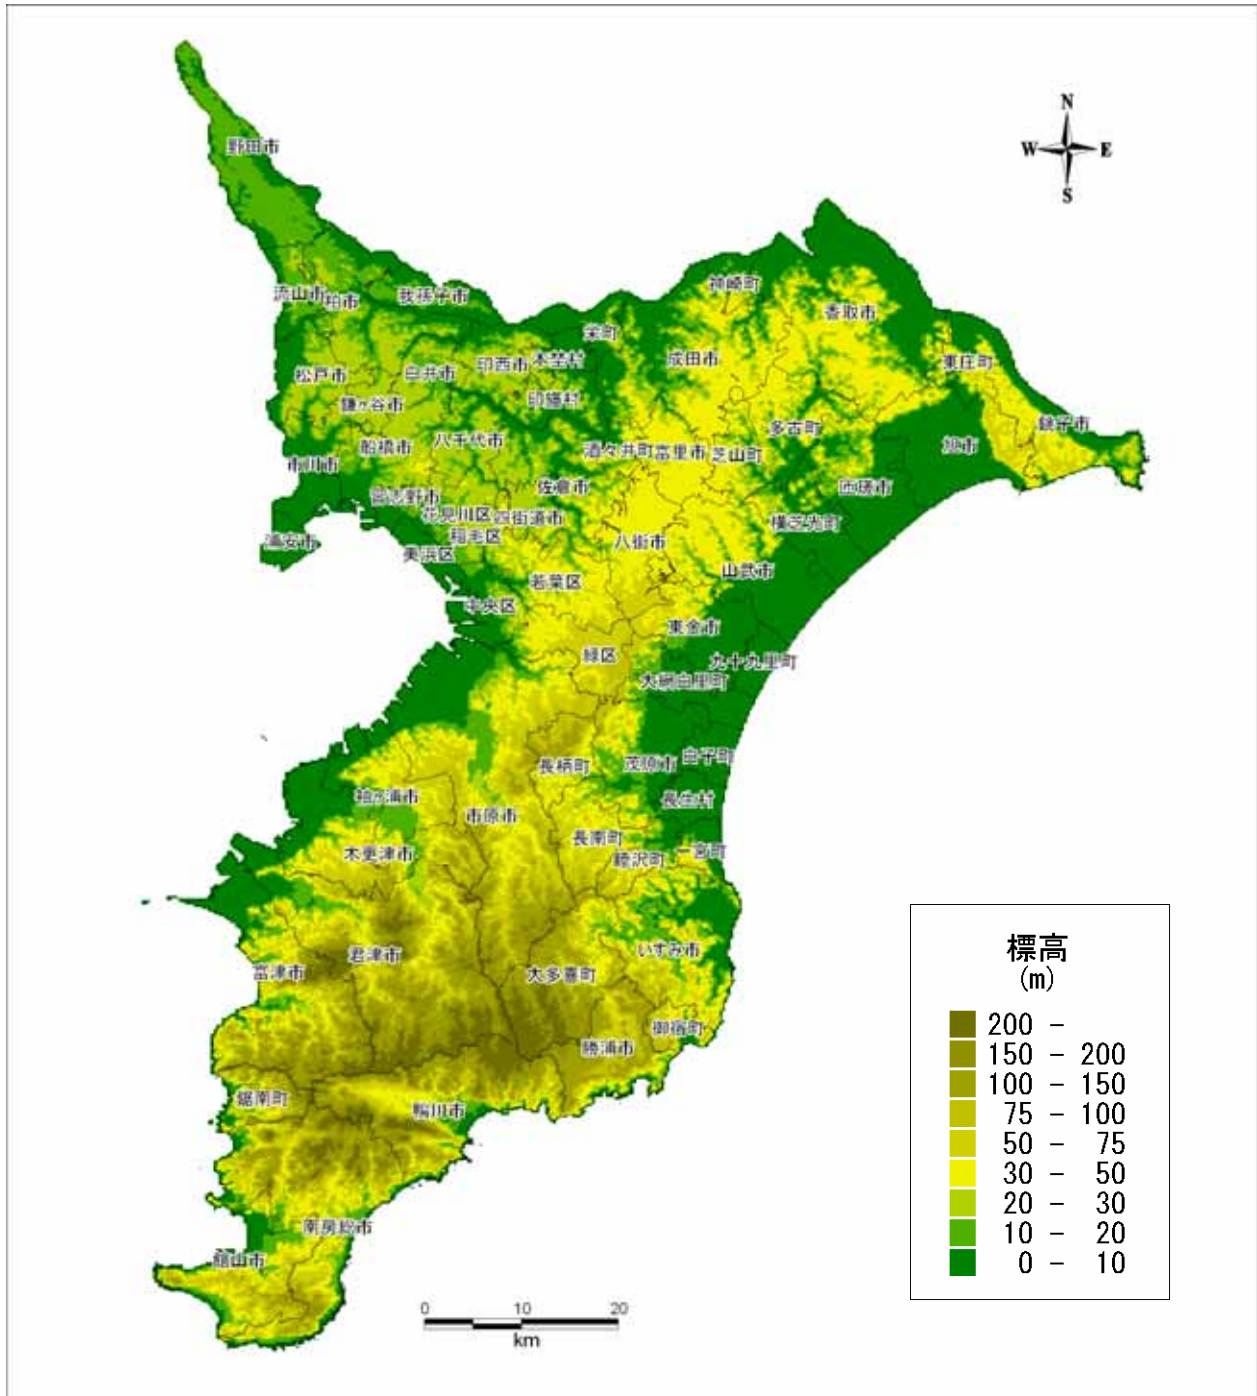 N
W E
S
野田市
流山市
柏市
我孫子市
神崎町
香取市
栄町
成田市
東庄町
松戸市
白井市
印西市
本埜村
鎌ヶ谷市
印旛村
銚子市
船橋市
八千代市
多古町
旭市
市川市
酒々井町
富里市
芝山町
習志野市
佐倉市
匝瑳市
花見川区
四街道市
横芝光町
浦安市
稲毛区
八街市
美浜区
若葉区
山武市
中央区
東金市
緑区
九十九里町
大網白里町
長柄町
茂原市
白子町
袖ヶ浦市
長生村
市原市
長南町
木更津市
睦沢町
一宮町
君津市
いすみ市
富津市
大多喜町
御宿町
勝浦市
鋸南町
鴨川市
南房総市
館山市
標高
(m)
200 -
150 - 200
100 - 150
75 - 100
50 - 75
30 - 50
20 - 30
10 - 20
0 - 10
0 10 20
km